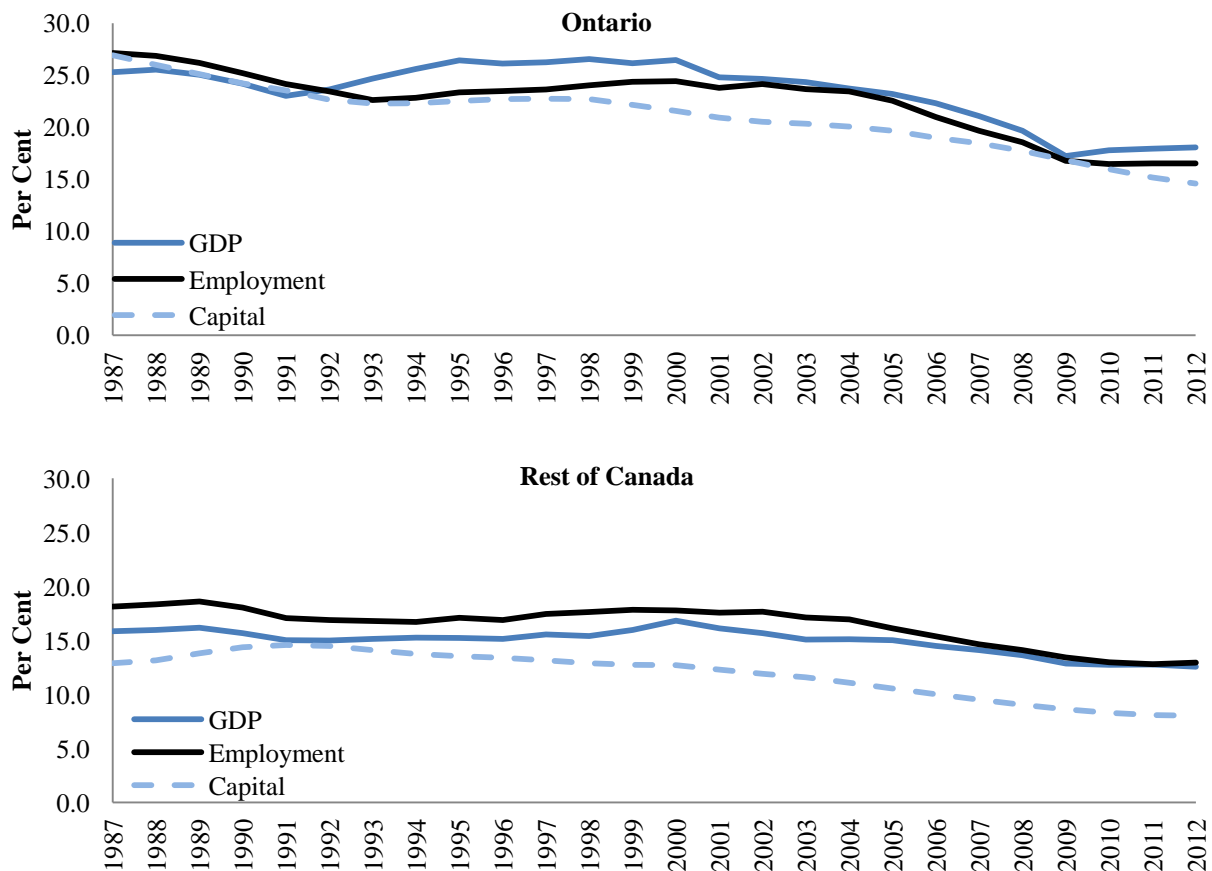 Ontario
Per Cent
30.0
25.0
20.0
15.0
10.0
5.0
0.0
GDP
Employment
Capital
1987 1988 1989 1990 1991 1992 1993 1994 1995 1996 1997 1998 1999 2000 2001 2002 2003 2004 2005 2006 2007 2008 2009 2010 2011 2012
Rest of Canada
Per Cent
30.0
25.0
20.0
15.0
10.0
5.0
0.0
GDP
Employment
Capital
1987 1988 1989 1990 1991 1992 1993 1994 1995 1996 1997 1998 1999 2000 2001 2002 2003 2004 2005 2006 2007 2008 2009 2010 2011 2012